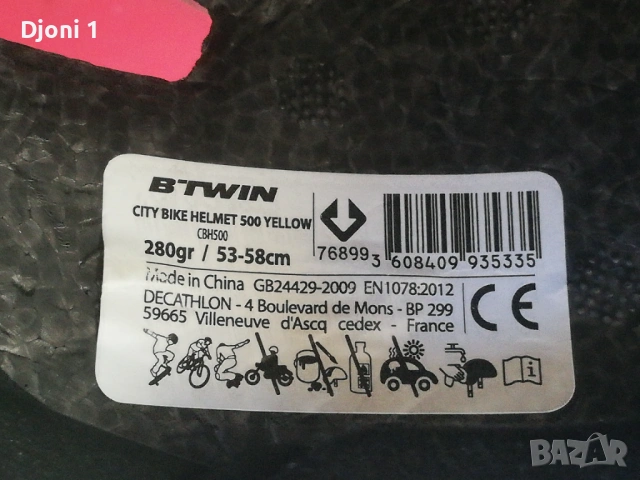 Djoni 1
B'TWIN
CITY BIKE HELMET 500 YELLOW
CBH500
280gr / 53-58cm
768993
3 608409 935335
Made in China GB24429-2009 EN1078:2012
DECATHLON - 4 Boulevard de Mons - BP 299
59665 Villeneuve d'Ascq cedex - France
CE
i
BAZAR